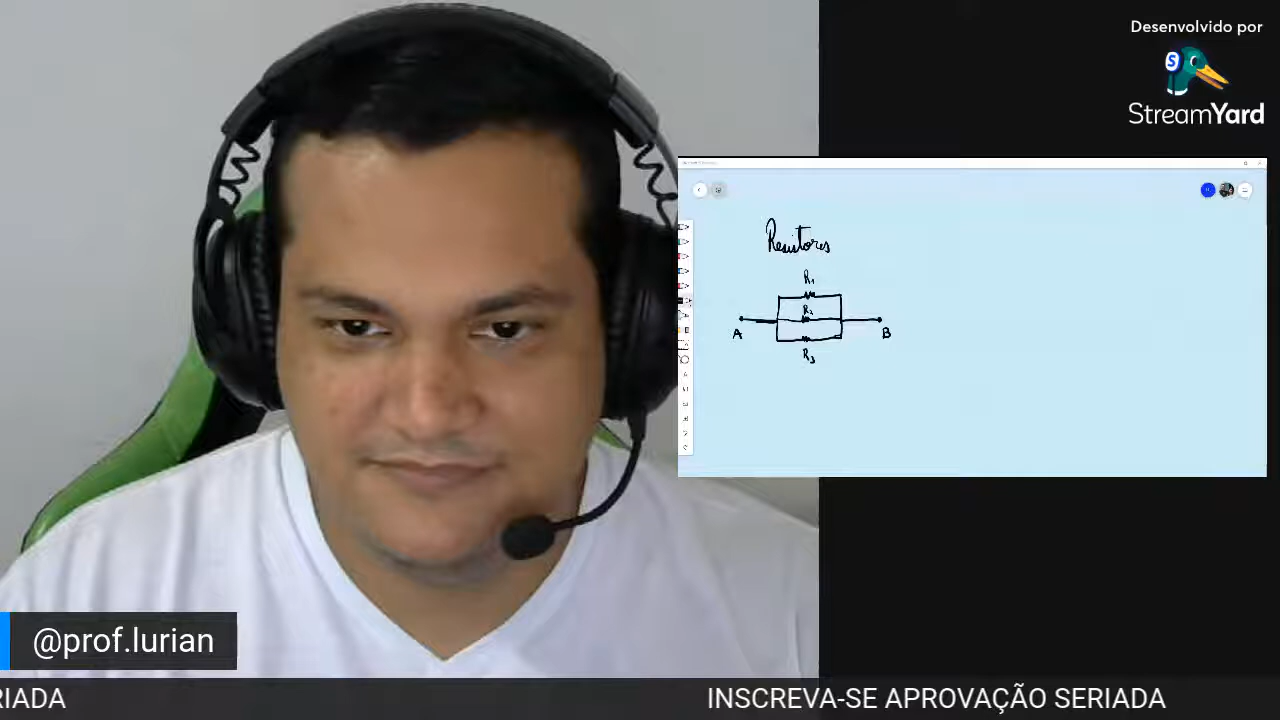 Desenvolvido por
StreamYard
Resistores
R1
R2
A
B
R3
@prof.lurian
RIADA
INSCREVA-SE APROVAÇÃO SERIADA